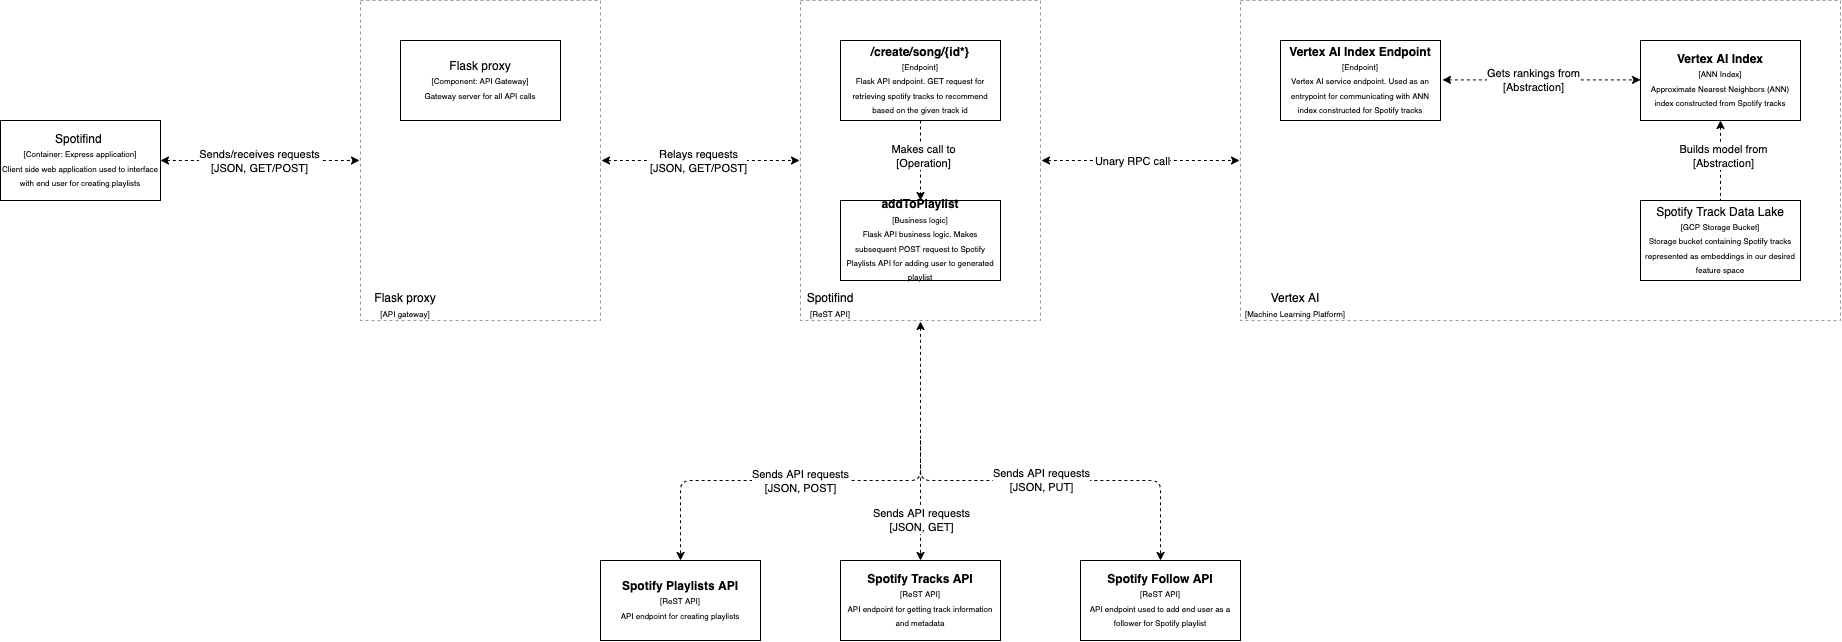 Spotifind
[Container: Express application]
Client side web application used to interface
with end user for creating playlists
Sends/receives requests
[JSON, GET/POST]
Flask proxy
[Component: API Gateway]
Gateway server for all API calls
Flask proxy
[API gateway]
Relays requests
[JSON, GET/POST]
/create/song/{id*}
[Endpoint]
Flask API endpoint. GET request for
retrieving spotify tracks to recommend
based on the given track id
Makes call to
[Operation]
addToPlaylist
[Business logic]
Flask API business logic. Makes
subsequent POST request to Spotify
Playlists API for adding user to generated
playlist
Spotifind
[ReST API]
Unary RPC call
Vertex AI Index Endpoint
[Endpoint]
Vertex AI service endpoint. Used as an
entrypoint for communicating with ANN
index constructed for Spotify tracks
Gets rankings from
[Abstraction]
Vertex AI Index
[ANN Index]
Approximate Nearest Neighbors (ANN)
index constructed from Spotify tracks
Builds model from
[Abstraction]
Spotify Track Data Lake
[GCP Storage Bucket]
Storage bucket containing Spotify tracks
represented as embeddings in our desired
feature space
Vertex AI
[Machine Learning Platform]
Sends API requests
[JSON, POST]
Sends API requests
[JSON, GET]
Sends API requests
[JSON, PUT]
Spotify Playlists API
[ReST API]
API endpoint for creating playlists
Spotify Tracks API
[ReST API]
API endpoint for getting track information
and metadata
Spotify Follow API
[ReST API]
API endpoint used to add end user as a
follower for Spotify playlist